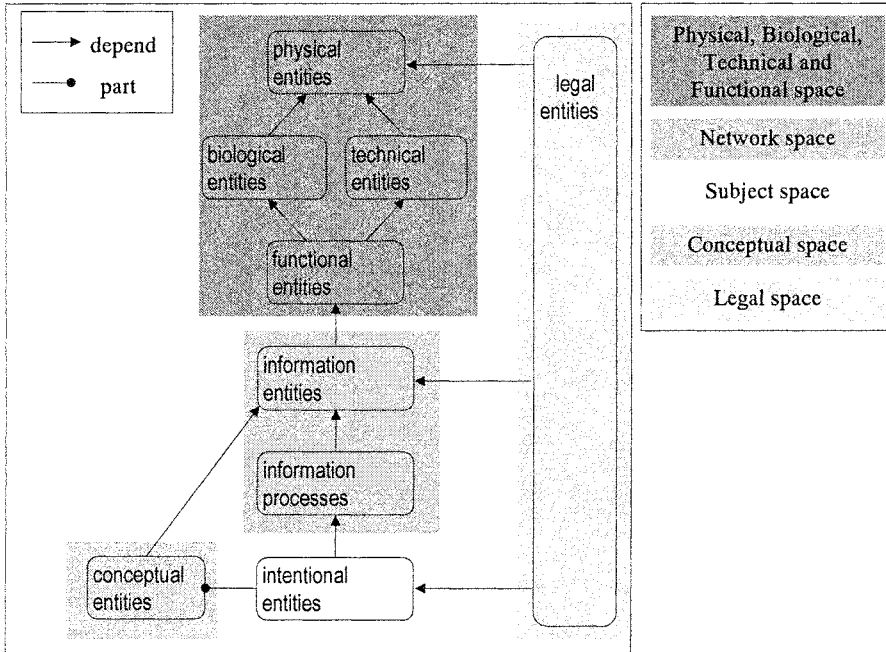 depend
part
physical
entities
biological
entities
technical
entities
functional
entities
information
entities
information
processes
conceptual
entities
intentional
entities
legal
entities
Physical, Biological,
Technical and
Functional space
Network space
Subject space
Conceptual space
Legal space